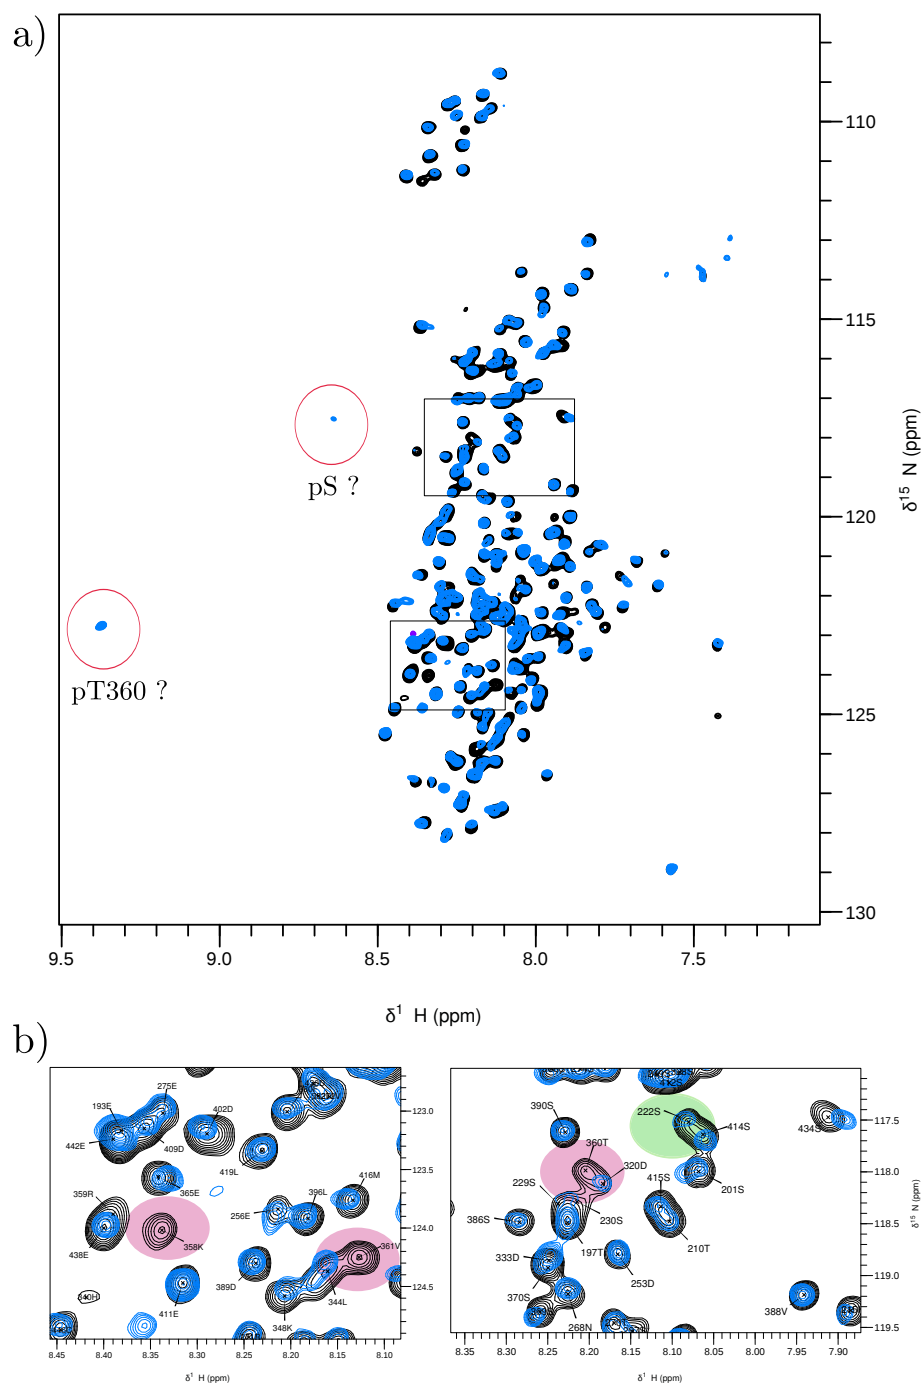 a)
110
115
pS ?
120
pT360 ?
125
130
δ15 N (ppm)
9.5 9.0 8.5 8.0 7.5
δ1 H (ppm)
b)
275E
193E
402D
442E
409D
419L
365E
416M
359R
396L
256E
358K
361V
438E
389D
340H
411E
344L
348K
123.0
123.5
124.0
124.5
8.45 8.40 8.35 8.30 8.25 8.20 8.15 8.10
δ1 H (ppm)
412S
390S
222S
414S
434S
360T
320D
229S
415S
201S
386S
230S
197T
210T
333D
253D
370S
388V
268N
117.5
118.0
118.5
119.0
119.5
δ15 N (ppm)
8.35 8.30 8.25 8.20 8.15 8.10 8.05 8.00 7.95 7.90
δ1 H (ppm)